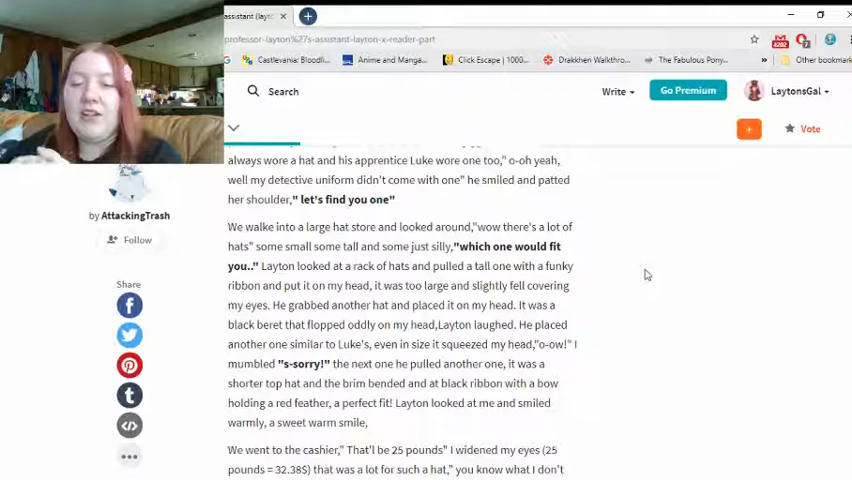 assistant (layt
professor-layton%27s-assistant-layton-x-reader-part
Castlevania: Bloodli...
Anime and Manga...
Click Escape | 1000...
Drakkhen Walkthro...
The Fabulous Pony...
Other bookmark
Search
Write
Go Premium
LaytonsGal
Vote
always wore a hat and his apprentice Luke wore one too," o-oh yeah,
well my detective uniform didn't come with one" he smiled and patted
her shoulder," let's find you one"
We walke into a large hat store and looked around,"wow there's a lot of
hats" some small some tall and some just silly,"which one would fit
you.." Layton looked at a rack of hats and pulled a tall one with a funky
ribbon and put it on my head, it was too large and slightly fell covering
my eyes. He grabbed another hat and placed it on my head. It was a
black beret that flopped oddly on my head,Layton laughed. He placed
another one similar to Luke's, even in size it squeezed my head,"o-ow!" I
mumbled "s-sorry!" the next one he pulled another one, it was a
shorter top hat and the brim bended and at black ribbon with a bow
holding a red feather, a perfect fit! Layton looked at me and smiled
warmly, a sweet warm smile,
We went to the cashier," That'l be 25 pounds" I widened my eyes (25
pounds = 32.38$) that was a lot for such a hat," you know what I don't
by AttackingTrash
Follow
Share